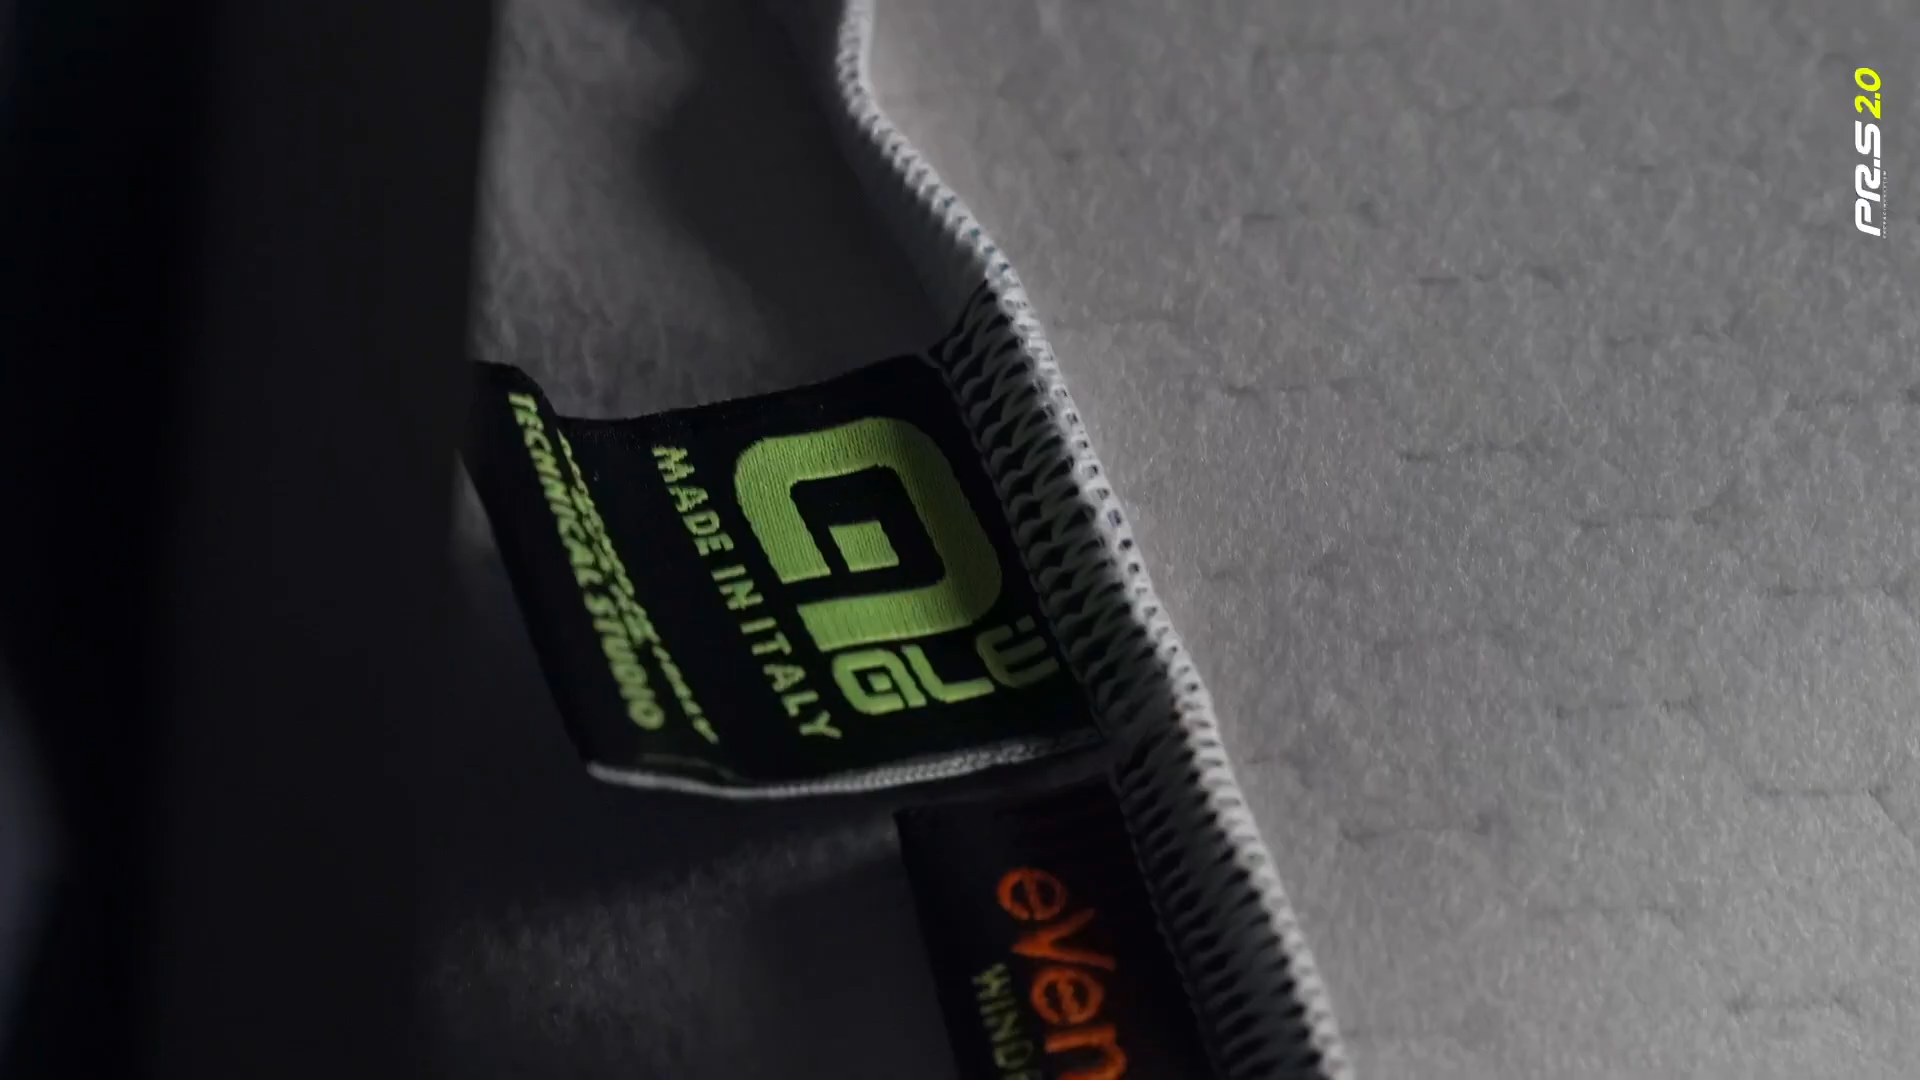 PR.S 2.0
ALÉ
MADE IN ITALY
TECHNICAL STUDIO
even
WIND